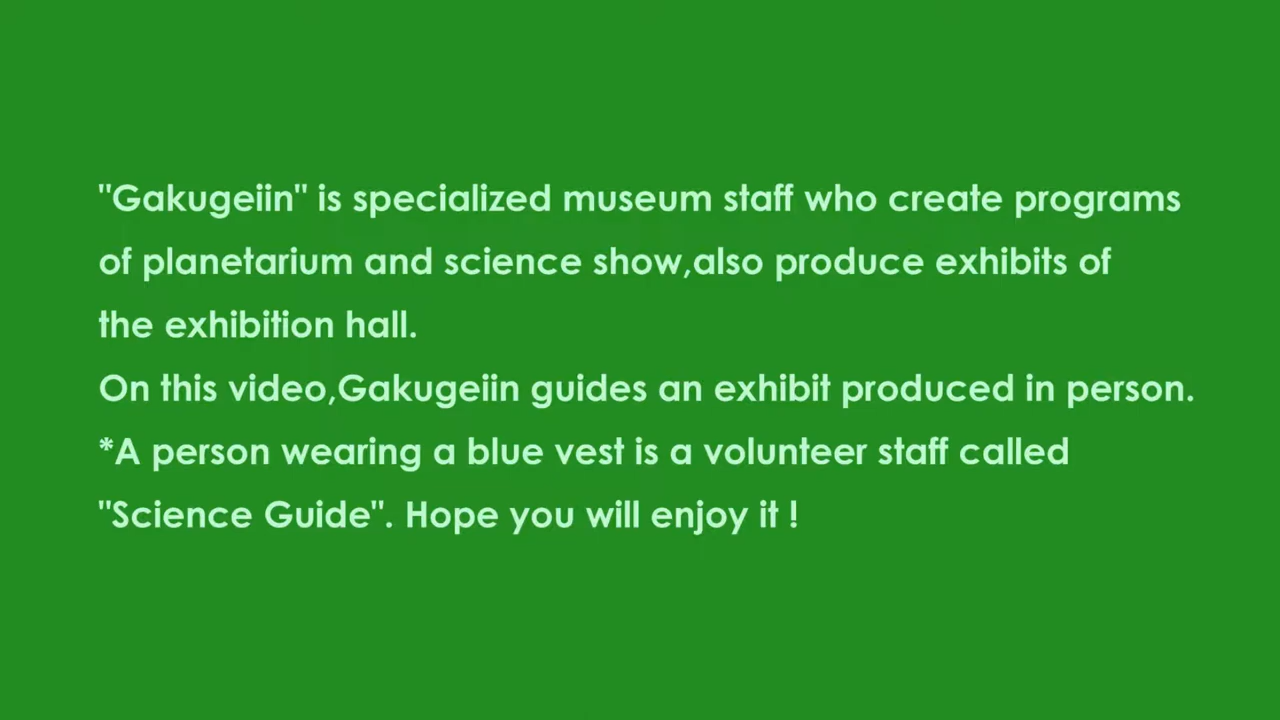 "Gakugeiin" is specialized museum staff who create programs
of planetarium and science show,also produce exhibits of
the exhibition hall.
On this video,Gakugeiin guides an exhibit produced in person.
*A person wearing a blue vest is a volunteer staff called
"Science Guide". Hope you will enjoy it !